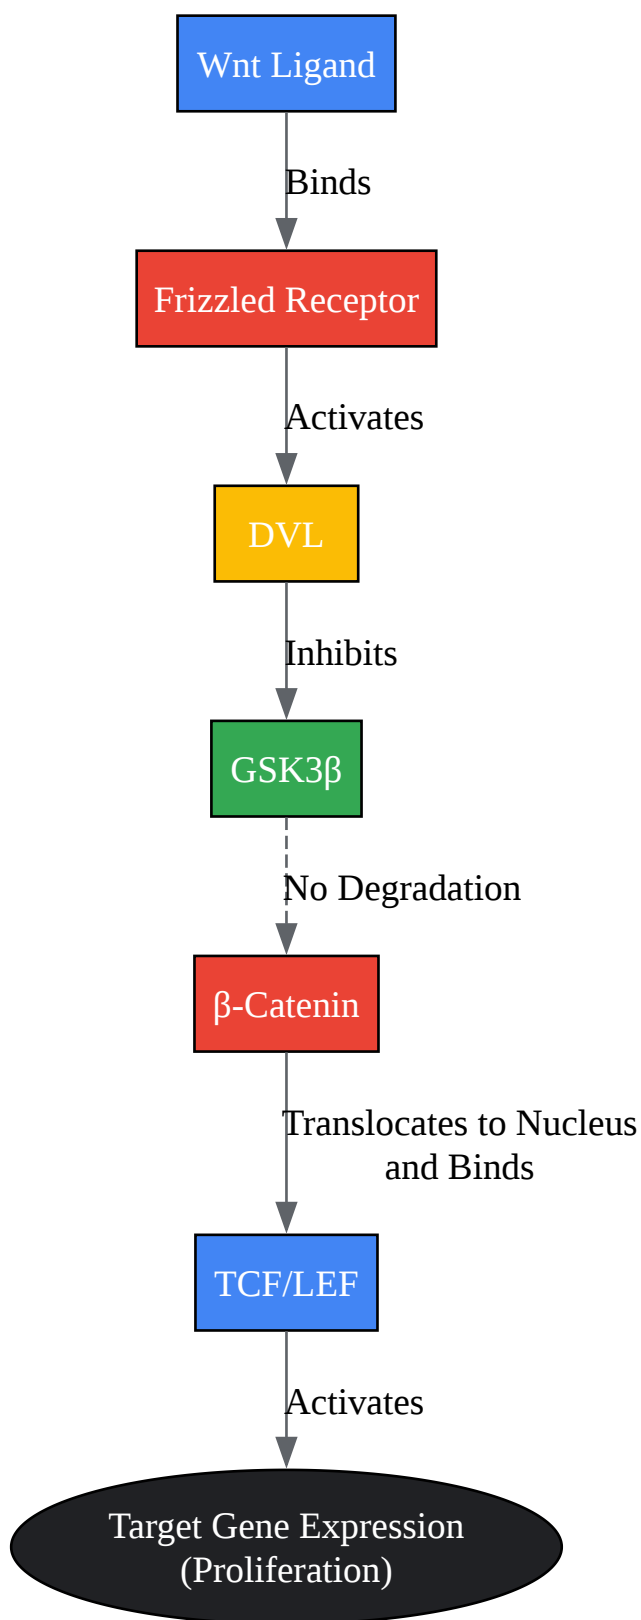 Wnt Ligand
Binds
Frizzled Receptor
Activates
DVL
Inhibits
GSK3β
No Degradation
β-Catenin
Translocates to Nucleus
and Binds
TCF/LEF
Activates
Target Gene Expression
(Proliferation)